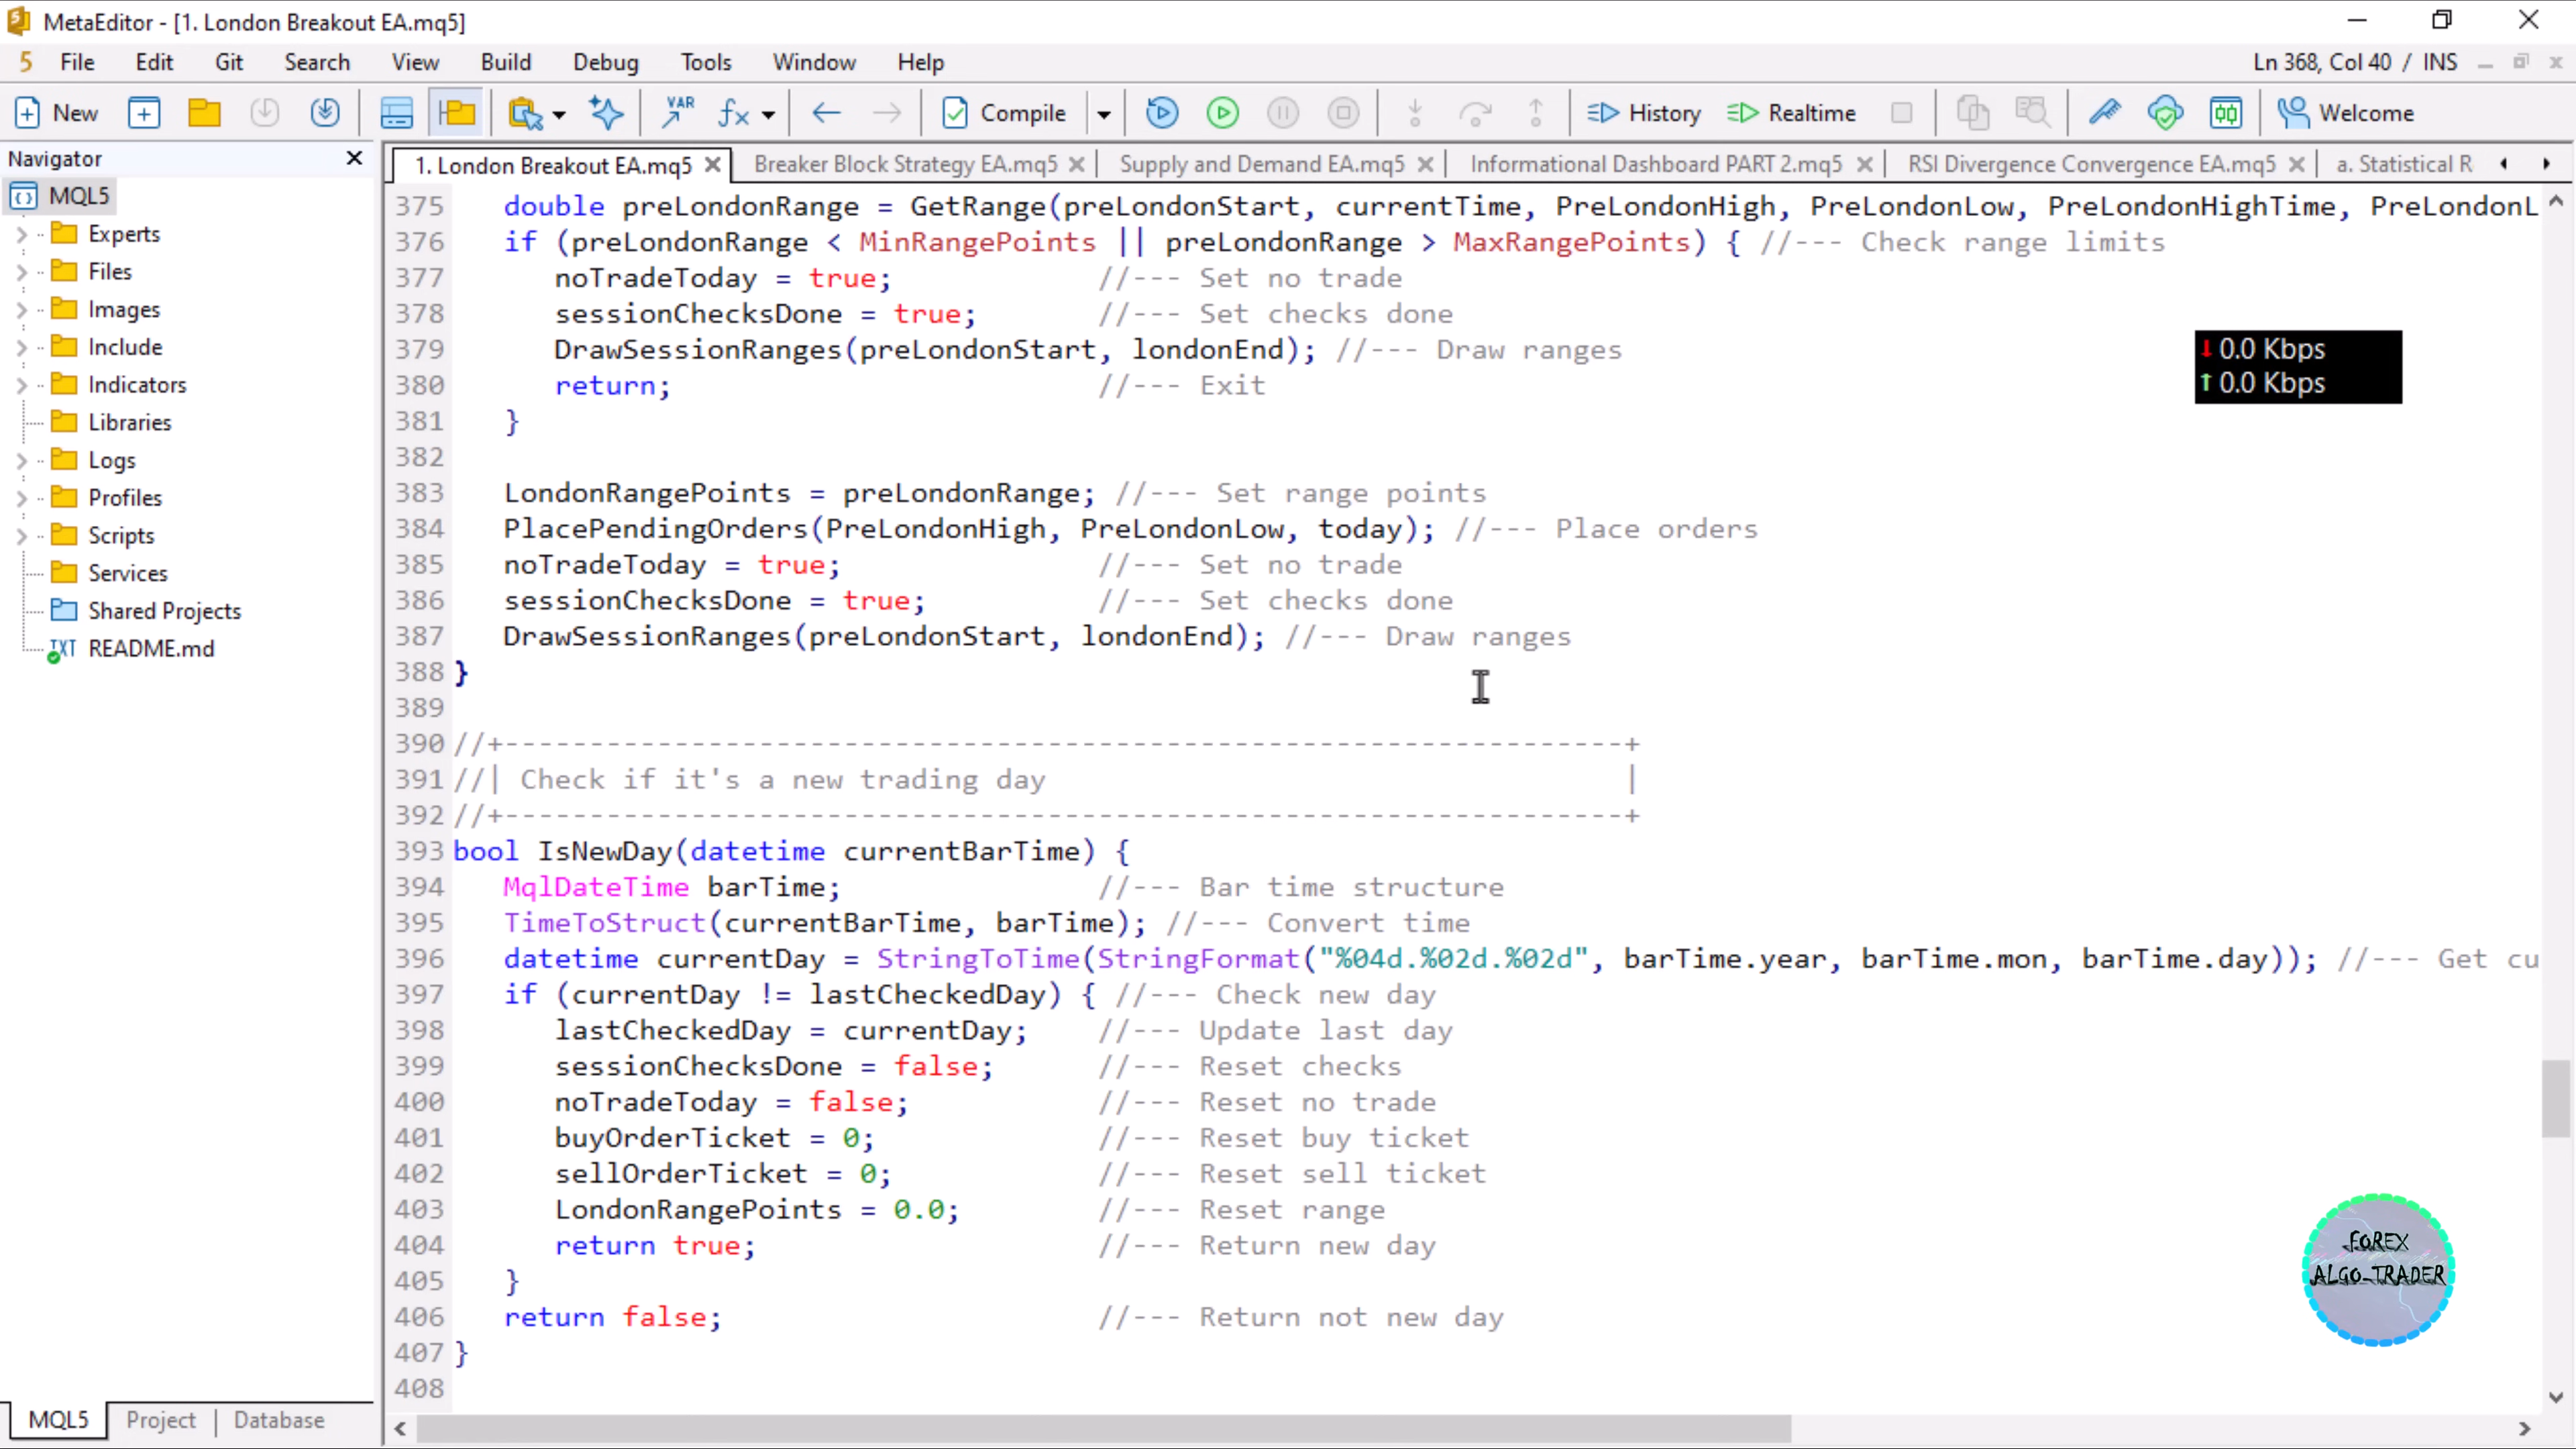 MetaEditor - [1. London Breakout EA.mq5]
5 File Edit Git Search View Build Debug Tools Window Help Ln 368, Col 40 / INS
New VAR Compile History Realtime Welcome
Navigator
1. London Breakout EA.mq5 Breaker Block Strategy EA.mq5 Supply and Demand EA.mq5 Informational Dashboard PART 2.mq5 RSI Divergence Convergence EA.mq5 a. Statistical R
MQL5
Experts
Files
Images
Include
Indicators
Libraries
Logs
Profiles
Scripts
Services
Shared Projects
TXT README.md
375 double preLondonRange = GetRange(preLondonStart, currentTime, PreLondonHigh, PreLondonLow, PreLondonHighTime, PreLondonL
376 if (preLondonRange < MinRangePoints || preLondonRange > MaxRangePoints) { //--- Check range limits
377 noTradeToday = true; //--- Set no trade
378 sessionChecksDone = true; //--- Set checks done
379 DrawSessionRanges(preLondonStart, londonEnd); //--- Draw ranges
380 return; //--- Exit
381 }
382
383 LondonRangePoints = preLondonRange; //--- Set range points
384 PlacePendingOrders(PreLondonHigh, PreLondonLow, today); //--- Place orders
385 noTradeToday = true; //--- Set no trade
386 sessionChecksDone = true; //--- Set checks done
387 DrawSessionRanges(preLondonStart, londonEnd); //--- Draw ranges
388 }
389
390 //+------------------------------------------------------------------+
391 //| Check if it's a new trading day |
392 //+------------------------------------------------------------------+
393 bool IsNewDay(datetime currentBarTime) {
394 MqlDateTime barTime; //--- Bar time structure
395 TimeToStruct(currentBarTime, barTime); //--- Convert time
396 datetime currentDay = StringToTime(StringFormat("%04d.%02d.%02d", barTime.year, barTime.mon, barTime.day)); //--- Get cu
397 if (currentDay != lastCheckedDay) { //--- Check new day
398 lastCheckedDay = currentDay; //--- Update last day
399 sessionChecksDone = false; //--- Reset checks
400 noTradeToday = false; //--- Reset no trade
401 buyOrderTicket = 0; //--- Reset buy ticket
402 sellOrderTicket = 0; //--- Reset sell ticket
403 LondonRangePoints = 0.0; //--- Reset range
404 return true; //--- Return new day
405 }
406 return false; //--- Return not new day
407 }
408
0.0 Kbps
0.0 Kbps
FOREX
ALGO-TRADER
MQL5 Project Database